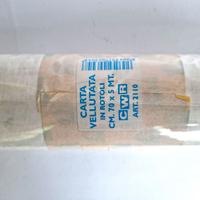 CARTA
VELLUTATA
IN ROTOLI
CM. 70 x 5 MT.
CWR
ART. 2110